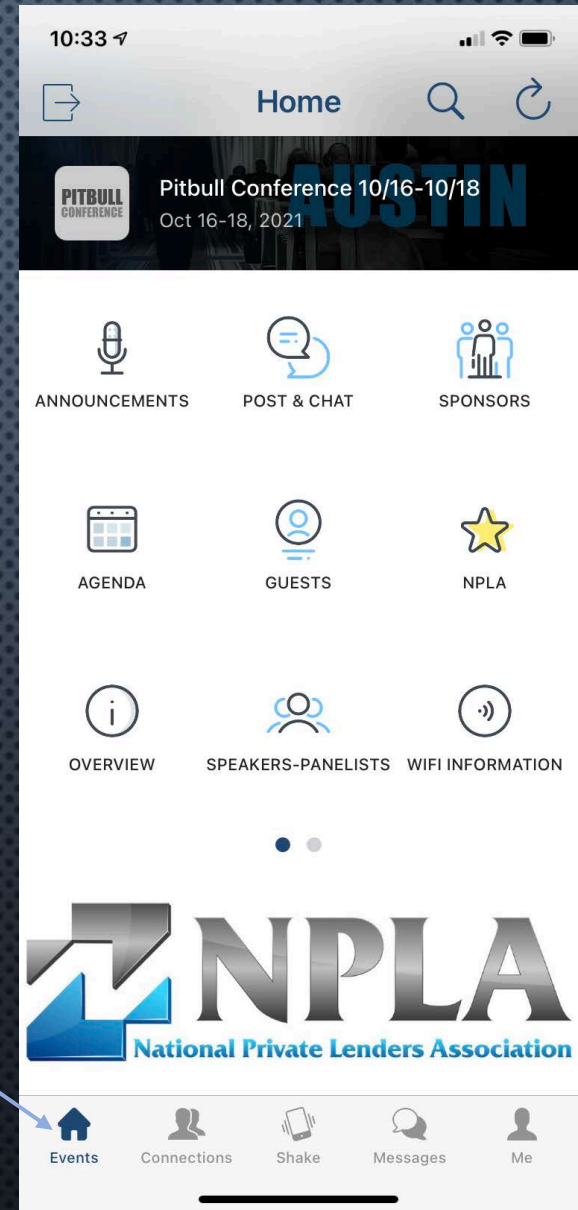 10:33
Home
PITBULL
CONFERENCE
AUSTIN
Pitbull Conference 10/16-10/18
Oct 16-18, 2021
ANNOUNCEMENTS
POST & CHAT
SPONSORS
AGENDA
GUESTS
NPLA
OVERVIEW
SPEAKERS-PANELISTS
WIFI INFORMATION
NPLA
National Private Lenders Association
Events
Connections
Shake
Messages
Me